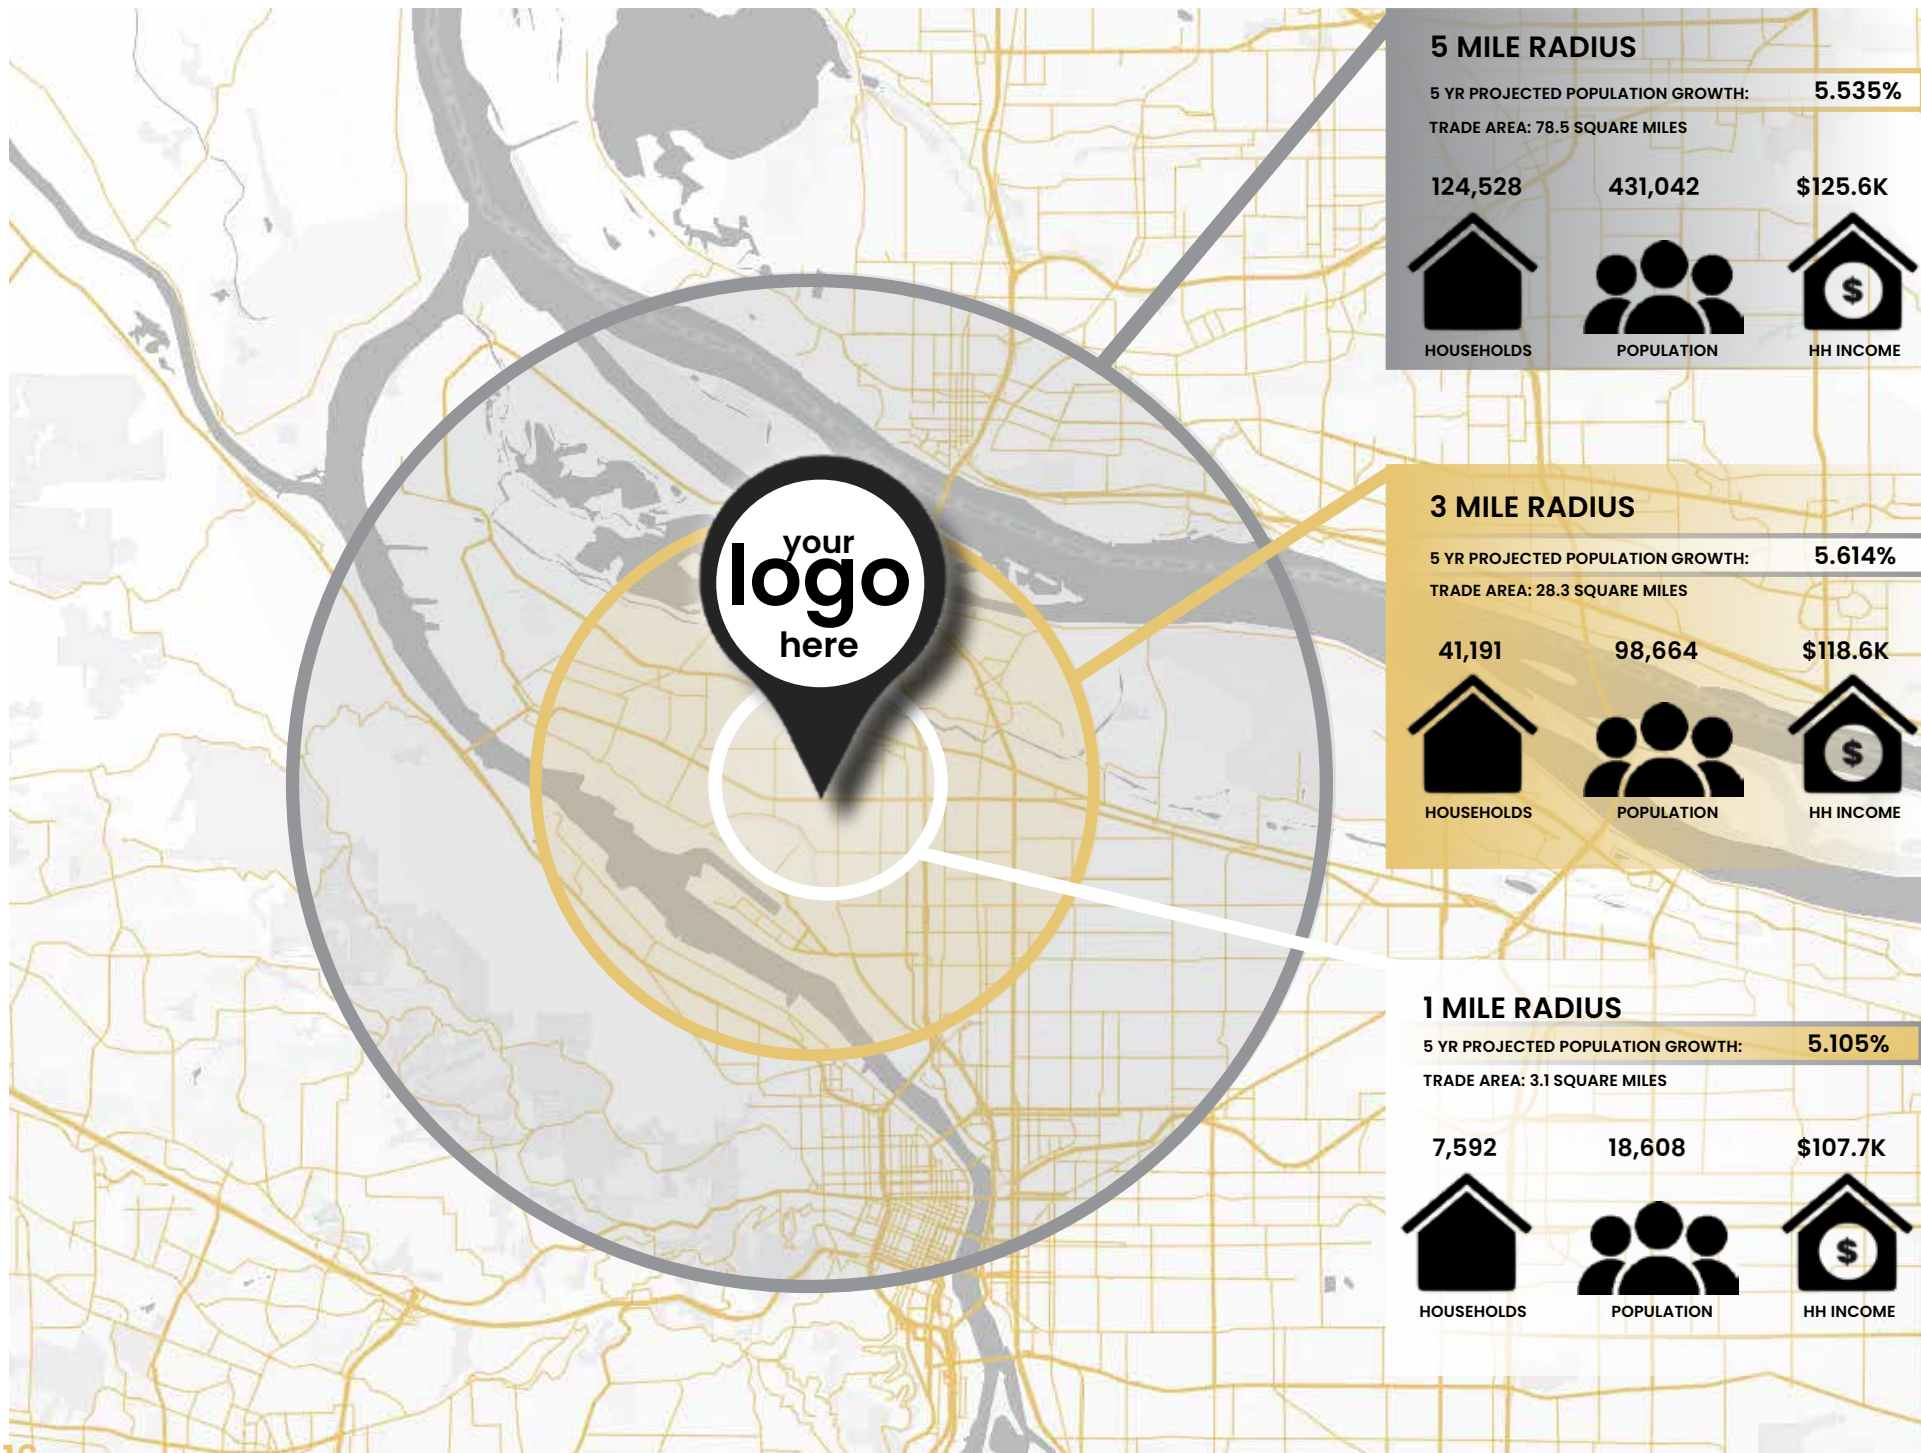 5 MILE RADIUS
5 YR PROJECTED POPULATION GROWTH: 5.535%
TRADE AREA: 78.5 SQUARE MILES
124,528 431,042 $125.6K
$
HOUSEHOLDS POPULATION HH INCOME
your
logo
here
3 MILE RADIUS
5 YR PROJECTED POPULATION GROWTH: 5.614%
TRADE AREA: 28.3 SQUARE MILES
41,191 98,664 $118.6K
$
HOUSEHOLDS POPULATION HH INCOME
1 MILE RADIUS
5 YR PROJECTED POPULATION GROWTH: 5.105%
TRADE AREA: 3.1 SQUARE MILES
7,592 18,608 $107.7K
$
HOUSEHOLDS POPULATION HH INCOME